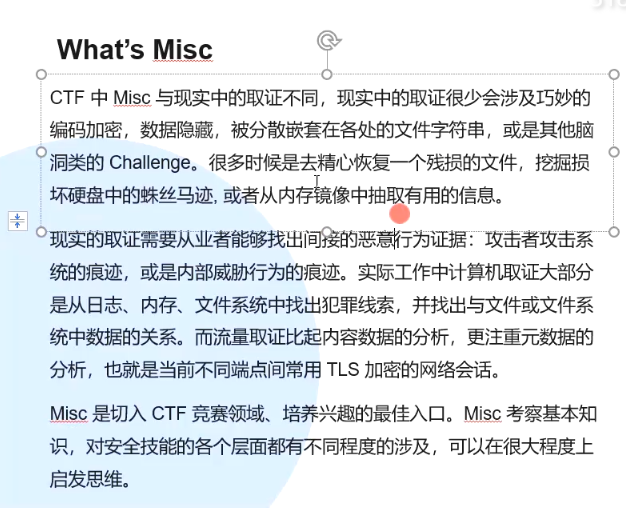 What's Misc
CTF 中 Misc 与现实中的取证不同，现实中的取证很少会涉及巧妙的
编码加密，数据隐藏，被分散嵌套在各处的文件字符串，或是其他脑
洞类的 Challenge。很多时候是去精心恢复一个残损的文件，挖掘损
坏硬盘中的蛛丝马迹, 或者从内存镜像中抽取有用的信息。
现实的取证需要从业者能够找出间接的恶意行为证据：攻击者攻击系
统的痕迹，或是内部威胁行为的痕迹。实际工作中计算机取证大部分
是从日志、内存、文件系统中找出犯罪线索，并找出与文件或文件系
统中数据的关系。而流量取证比起内容数据的分析，更注重元数据的
分析，也就是当前不同端点间常用 TLS 加密的网络会话。
Misc 是切入 CTF 竞赛领域、培养兴趣的最佳入口。Misc 考察基本知
识，对安全技能的各个层面都有不同程度的涉及，可以在很大程度上
启发思维。